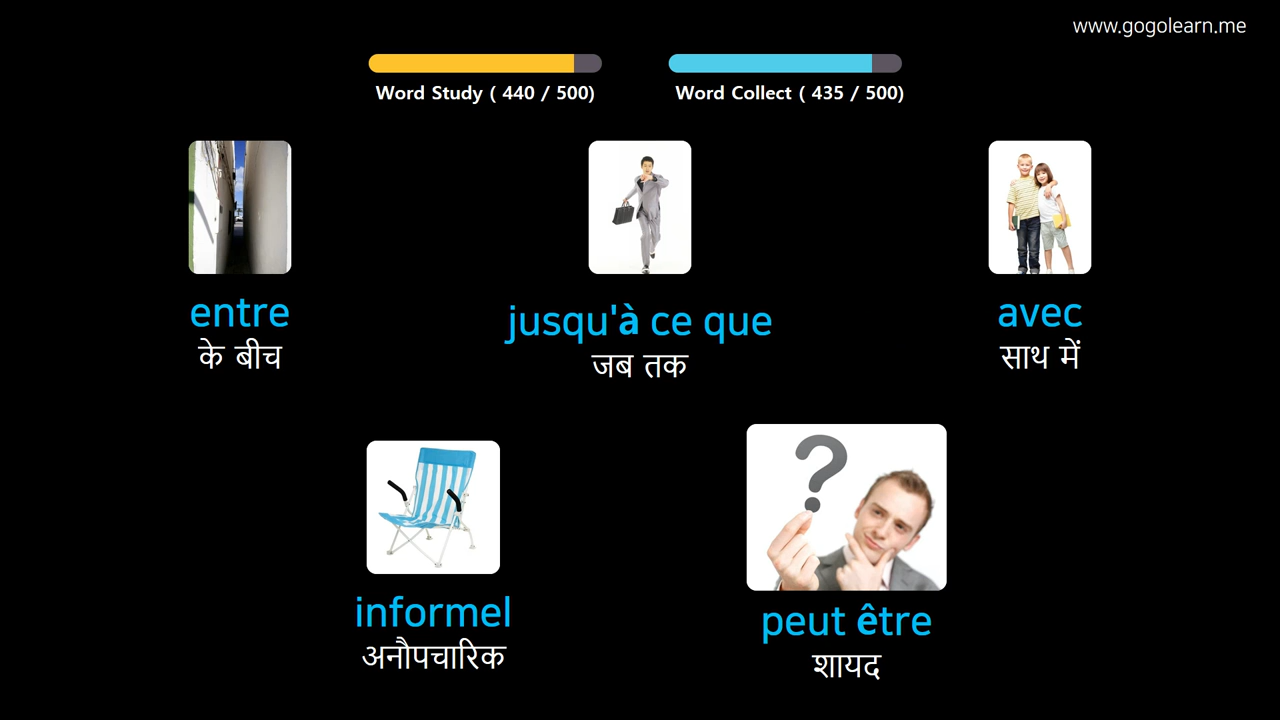 www.gogolearn.me
Word Study ( 440 / 500)
Word Collect ( 435 / 500)
entre
के बीच
jusqu'à ce que
जब तक
avec
साथ में
informel
अनौपचारिक
peut être
शायद